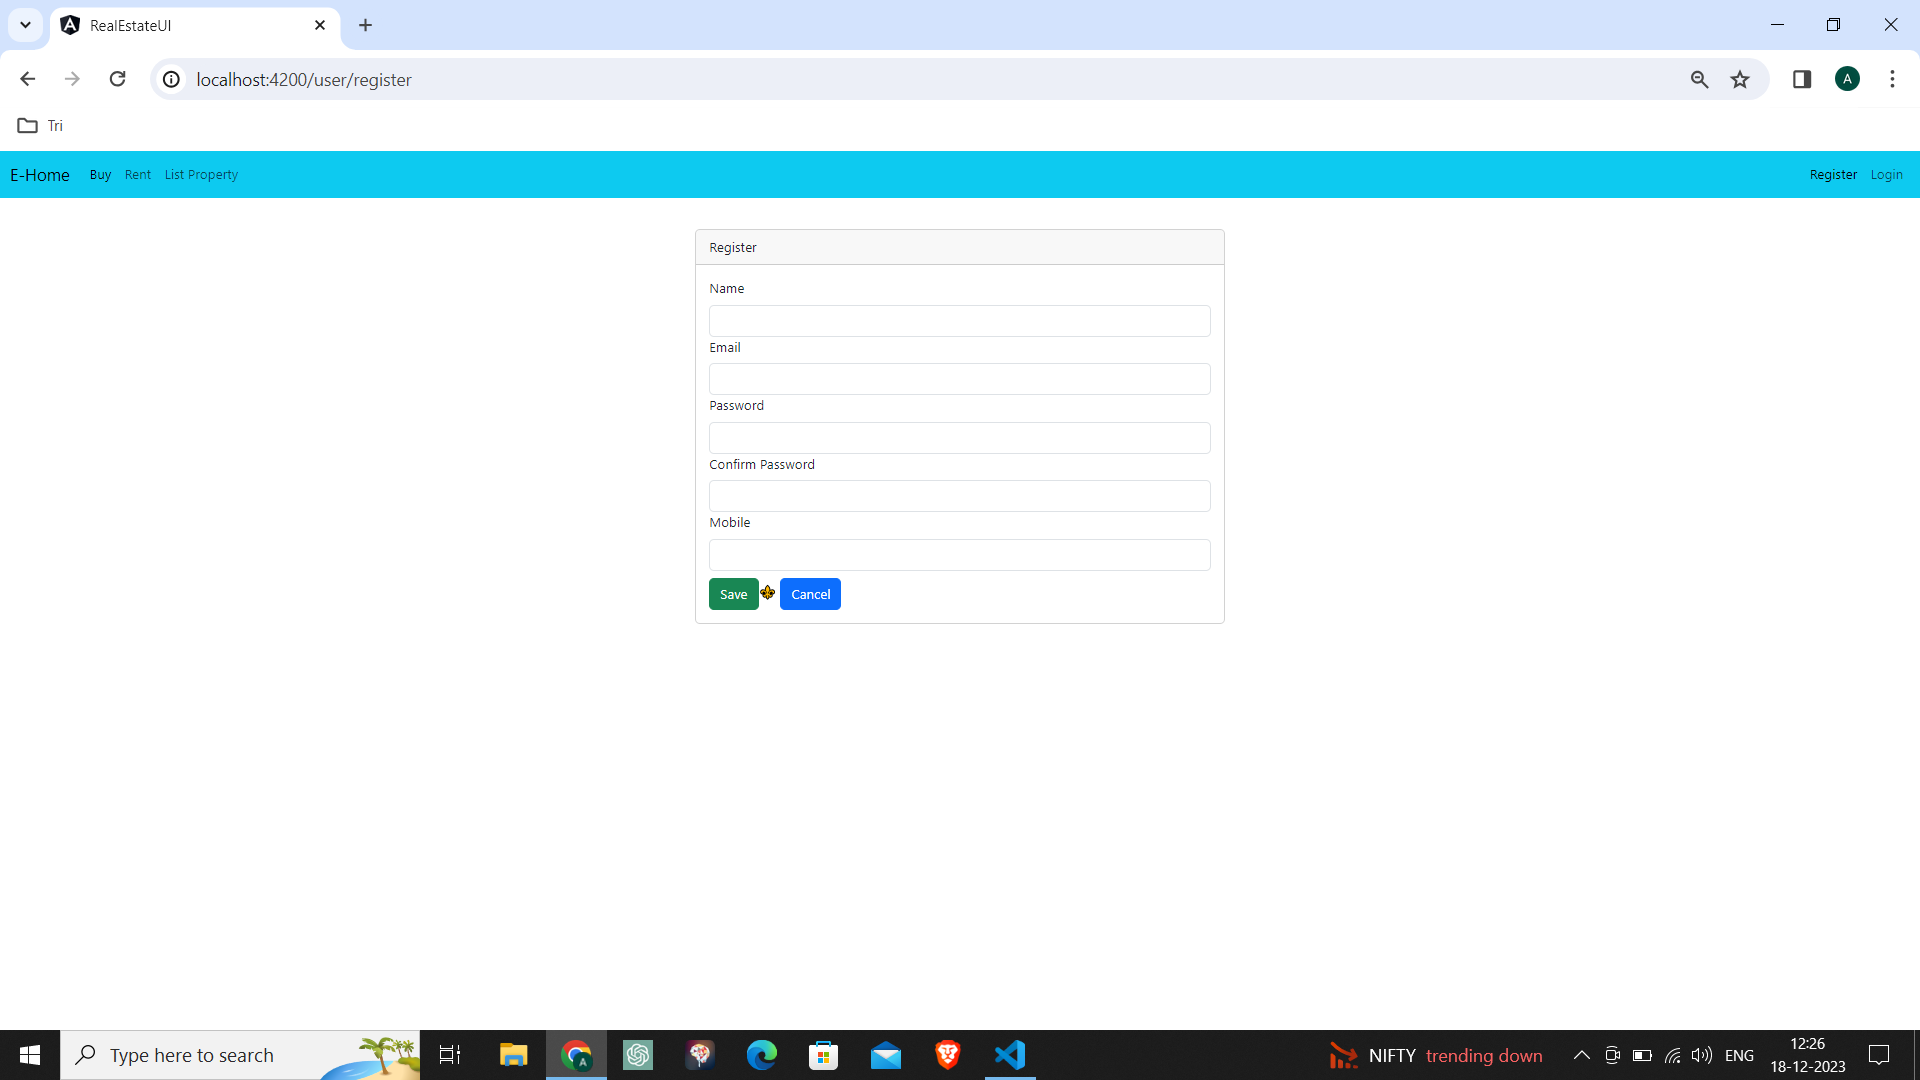 RealEstateUI
localhost:4200/user/register
A
Tri
E-Home Buy Rent List Property Register Login
Register
Name
Email
Password
Confirm Password
Mobile
Save Cancel
Type here to search
A
NIFTY trending down
ENG
12:26
18-12-2023